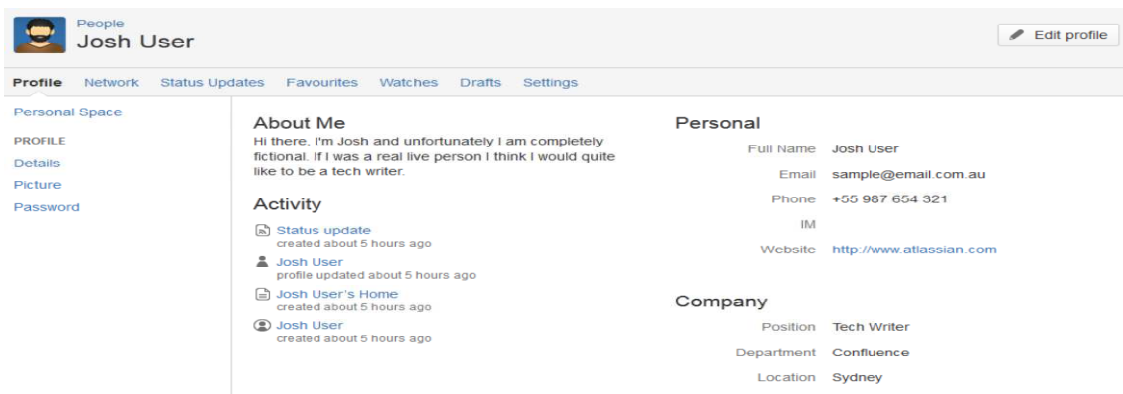 People
Josh User
Edit profile
Profile Network Status Updates Favourites Watches Drafts Settings
Personal Space
PROFILE
Details
Picture
Password
About Me
Hi there. I'm Josh and unfortunately I am completely
fictional. If I was a real live person I think I would quite
like to be a tech writer.
Activity
Status update
created about 5 hours ago
Josh User
profile updated about 5 hours ago
Josh User's Home
created about 5 hours ago
Josh User
created about 5 hours ago
Personal
Full Name Josh User
Email sample@email.com.au
Phone +55 987 654 321
IM
Website http://www.atlassian.com
Company
Position Tech Writer
Department Confluence
Location Sydney